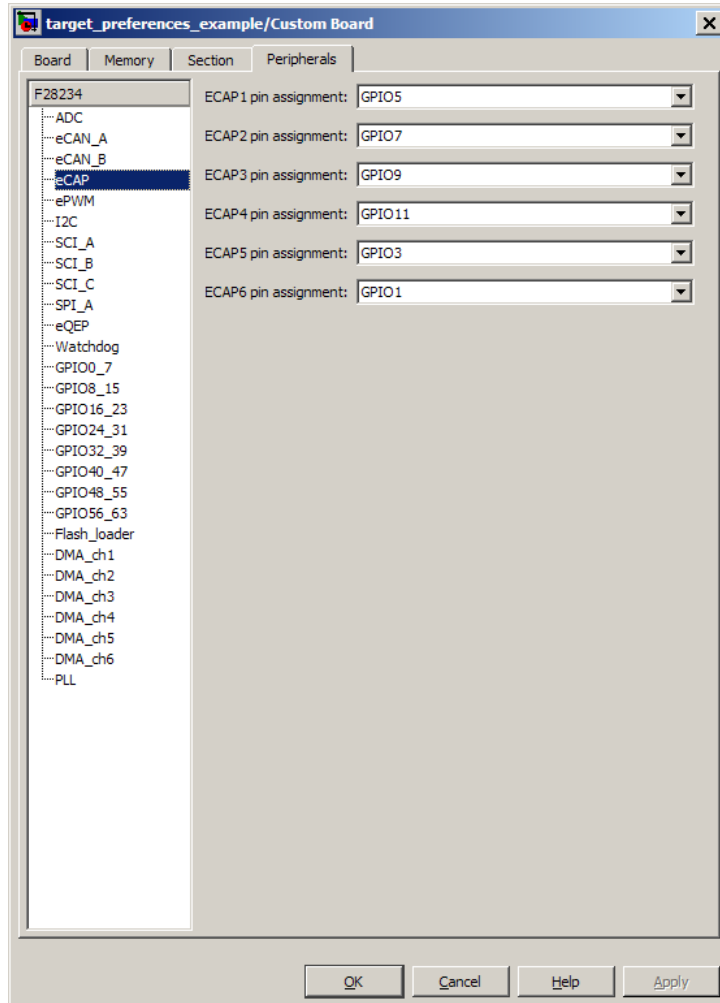 target_preferences_example/Custom Board
Board Memory Section Peripherals
F28234
ADC
eCAN_A
eCAN_B
eCAP
ePWM
I2C
SCI_A
SCI_B
SCI_C
SPI_A
eQEP
Watchdog
GPIO0_7
GPIO8_15
GPIO16_23
GPIO24_31
GPIO32_39
GPIO40_47
GPIO48_55
GPIO56_63
Flash_loader
DMA_ch1
DMA_ch2
DMA_ch3
DMA_ch4
DMA_ch5
DMA_ch6
PLL
ECAP1 pin assignment: GPIO5
ECAP2 pin assignment: GPIO7
ECAP3 pin assignment: GPIO9
ECAP4 pin assignment: GPIO11
ECAP5 pin assignment: GPIO3
ECAP6 pin assignment: GPIO1
OK Cancel Help Apply